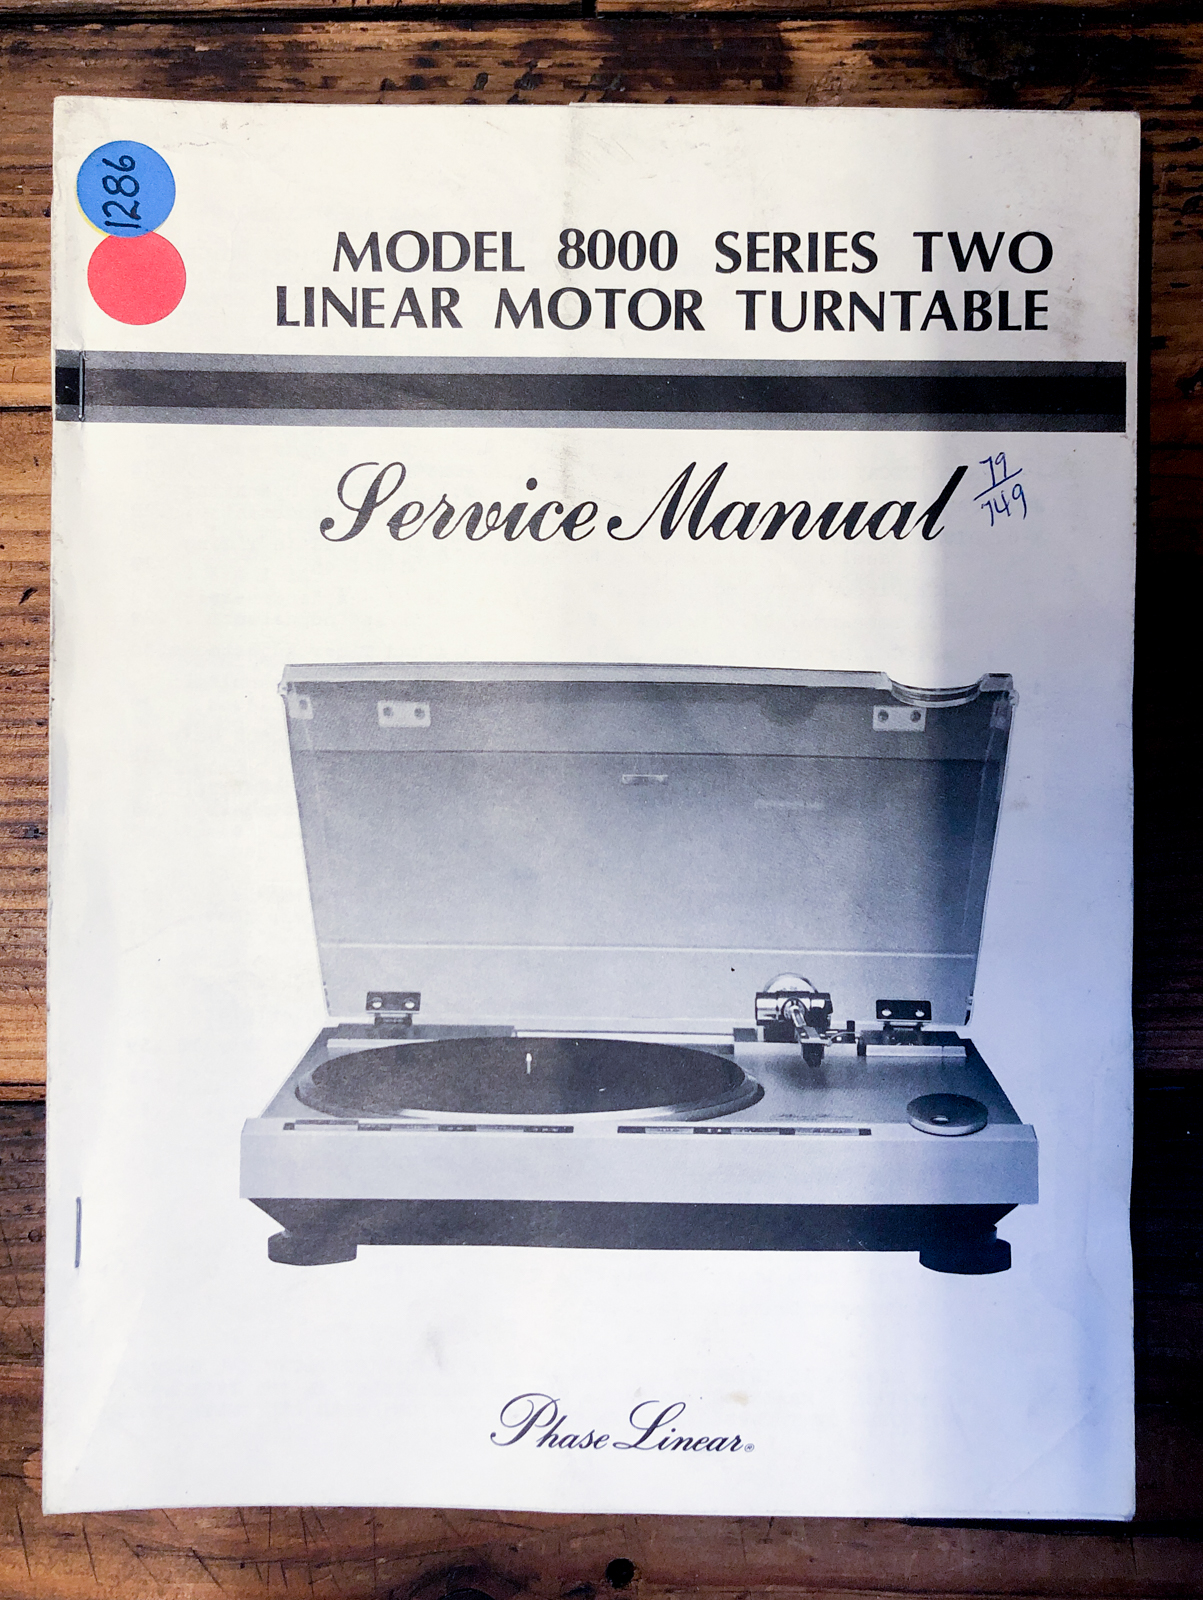 1286
MODEL 8000 SERIES TWO
LINEAR MOTOR TURNTABLE
Service Manual
79
749
Phase Linear®